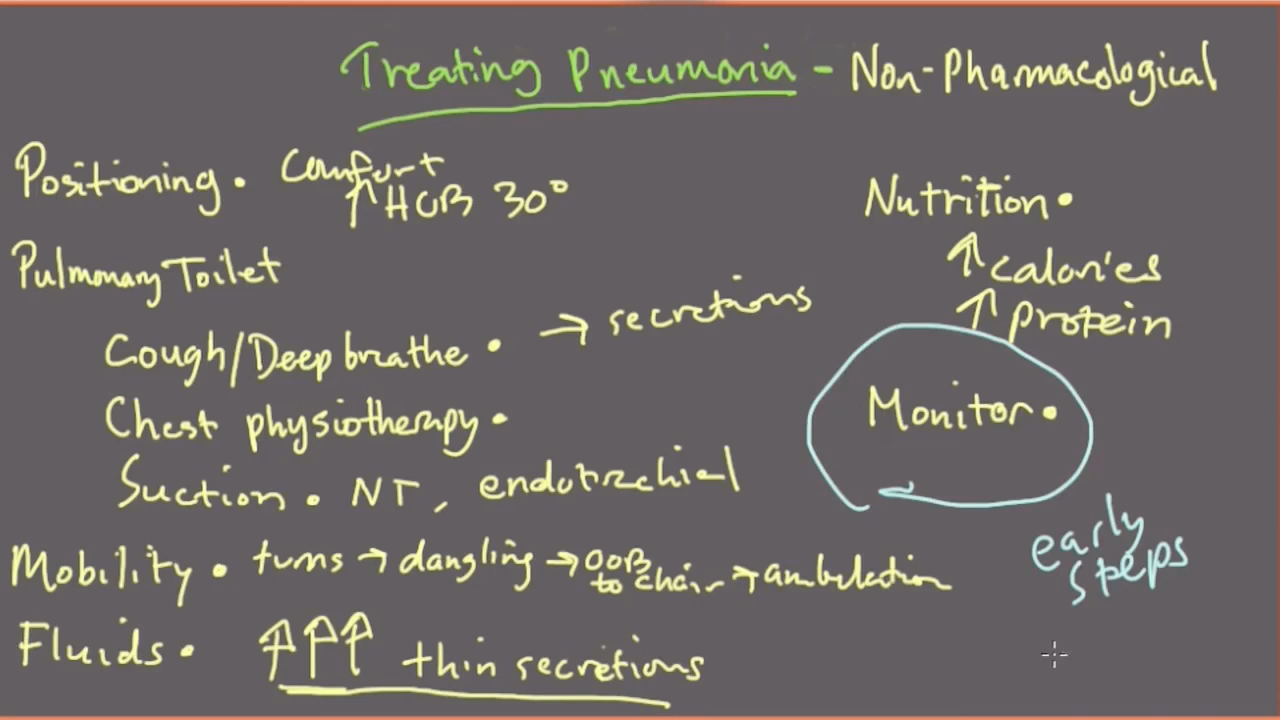 Treating Pneumonia - Non-Pharmacological
Positioning • Comfort
↑ HOB 30°
Pulmonary Toilet
Cough/Deep breathe • → secretions
Chest physiotherapy •
Suction • NT, endotrachial
Mobility • turns → dangling → OOB to chair → ambulation
Fluids • ↑↑↑ thin secretions
Nutrition •
↑ calories
↑ protein
Monitor •
early
steps